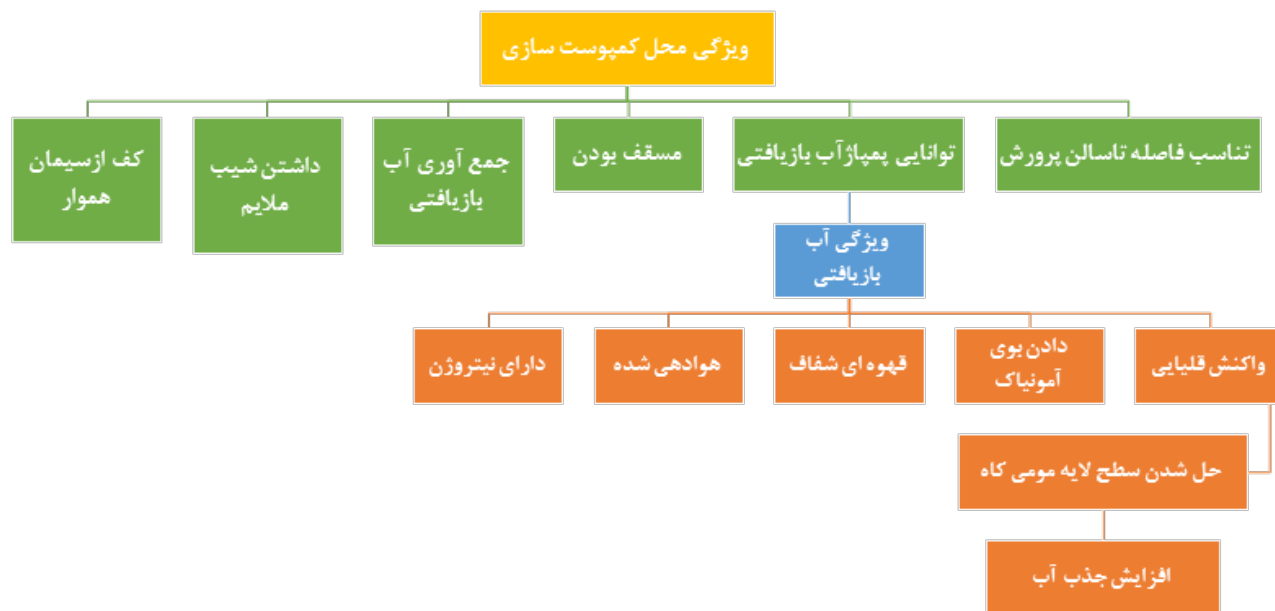 ویژگی محل کمپوست سازی
تناسب فاصله تاسالن پرورش
توانایی پمپاژآب بازیافتی
مسقف بودن
جمع آوری آب
بازیافتی
داشتن شیب
ملایم
کف ازسیمان
هموار
ویژگی آب
بازیافتی
واکنش قلیایی
دادن بوی
آمونیاک
قهوه ای شفاف
هوادهی شده
دارای نیتروژن
حل شدن سطح لایه مومی کاه
افزایش جذب آب